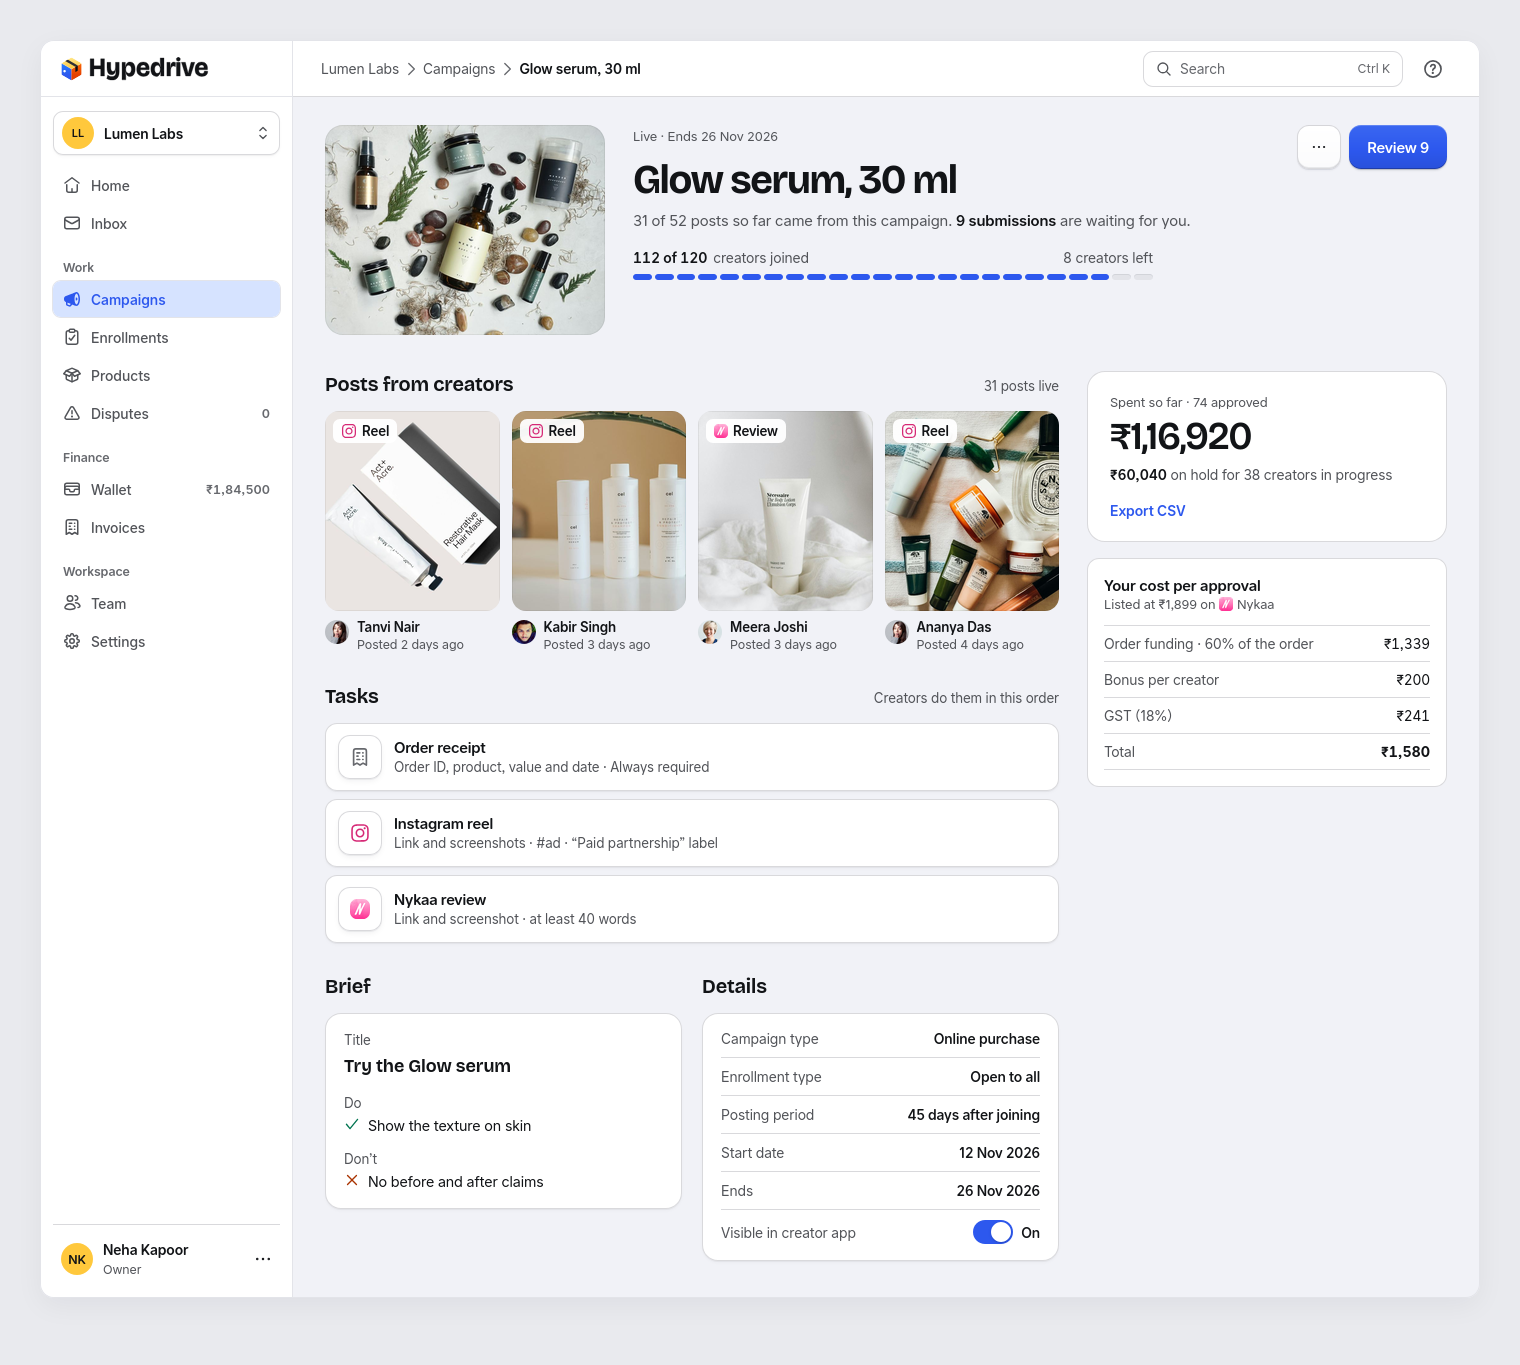 Hypedrive
Lumen Labs > Campaigns > Glow serum, 30 ml
Search
Ctrl K
LL
Lumen Labs
Home
Inbox
Work
Campaigns
Enrollments
Products
Disputes 0
Finance
Wallet ₹1,84,500
Invoices
Workspace
Team
Settings
NK
Neha Kapoor
Owner
Live · Ends 26 Nov 2026
Glow serum, 30 ml
31 of 52 posts so far came from this campaign. 9 submissions are waiting for you.
112 of 120 creators joined
8 creators left
Review 9
Posts from creators
31 posts live
Reel
Act+
Acre.
Restorative
Hair Mask
Act+
Acre.
Tanvi Nair
Posted 2 days ago
Reel
Kabir Singh
Posted 3 days ago
Review
Nécessaire
The Body Lotion
Meera Joshi
Posted 3 days ago
Reel
Ananya Das
Posted 4 days ago
Tasks
Creators do them in this order
Order receipt
Order ID, product, value and date · Always required
Instagram reel
Link and screenshots · #ad · “Paid partnership” label
Nykaa review
Link and screenshot · at least 40 words
Brief
Title
Try the Glow serum
Do
Show the texture on skin
Don’t
No before and after claims
Details
Campaign type Online purchase
Enrollment type Open to all
Posting period 45 days after joining
Start date 12 Nov 2026
Ends 26 Nov 2026
Visible in creator app On
Spent so far · 74 approved
₹1,16,920
₹60,040 on hold for 38 creators in progress
Export CSV
Your cost per approval
Listed at ₹1,899 on Nykaa
Order funding · 60% of the order ₹1,339
Bonus per creator ₹200
GST (18%) ₹241
Total ₹1,580